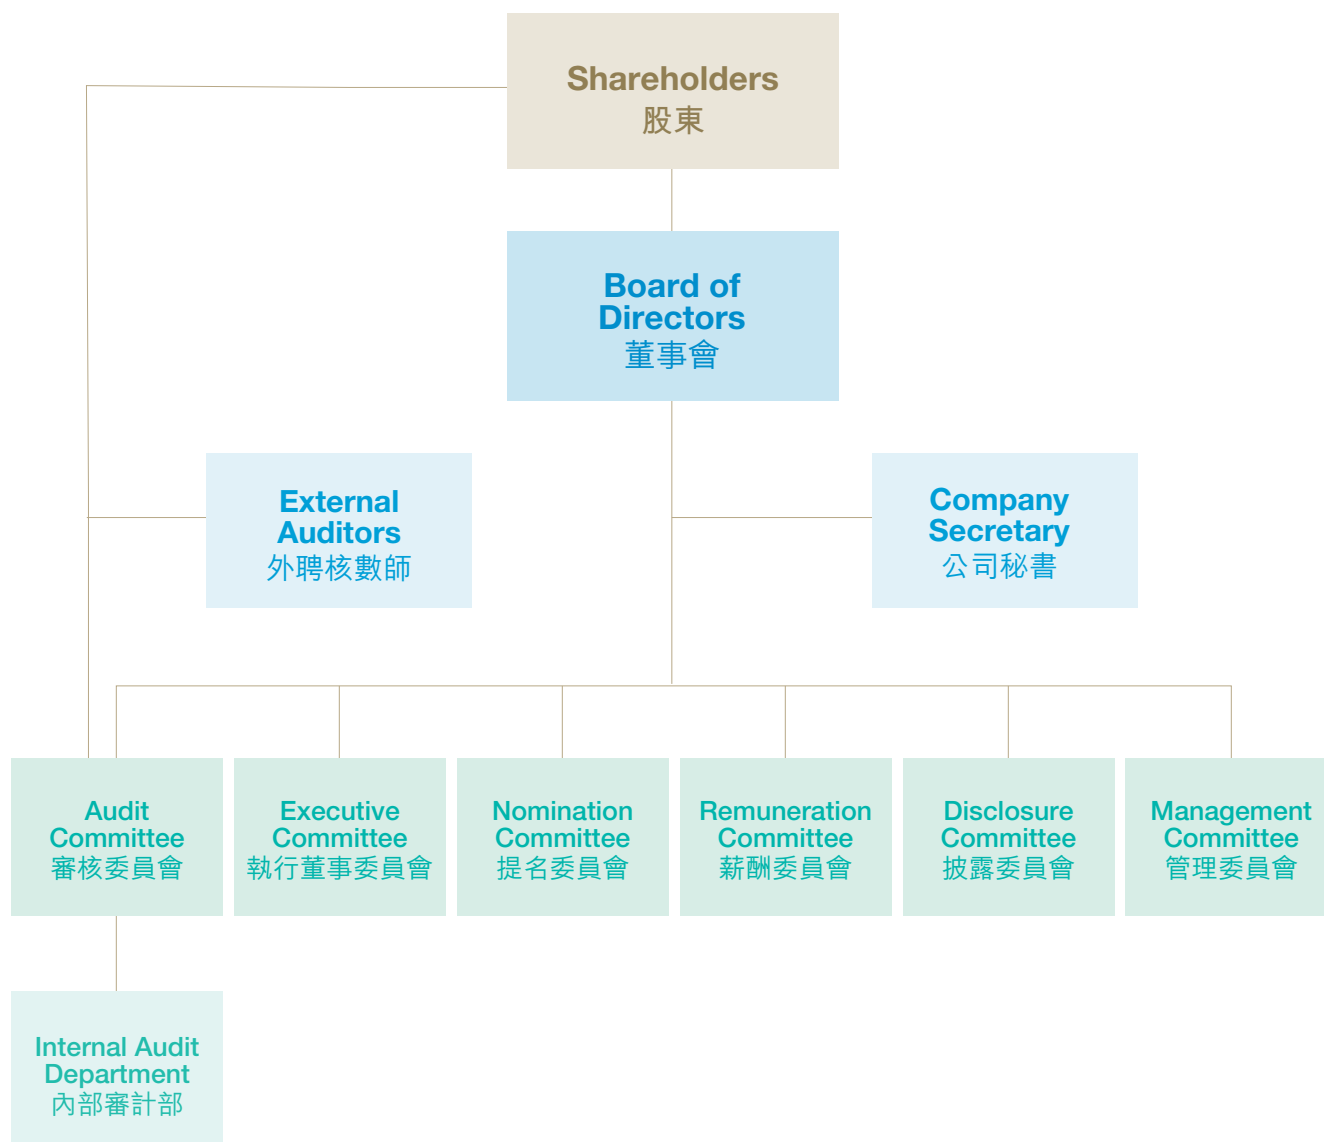 Shareholders
股東
Board of
Directors
董事會
External
Auditors
外聘核數師
Company
Secretary
公司秘書
Audit
Committee
審核委員會
Executive
Committee
執行董事委員會
Nomination
Committee
提名委員會
Remuneration
Committee
薪酬委員會
Disclosure
Committee
披露委員會
Management
Committee
管理委員會
Internal Audit
Department
內部審計部